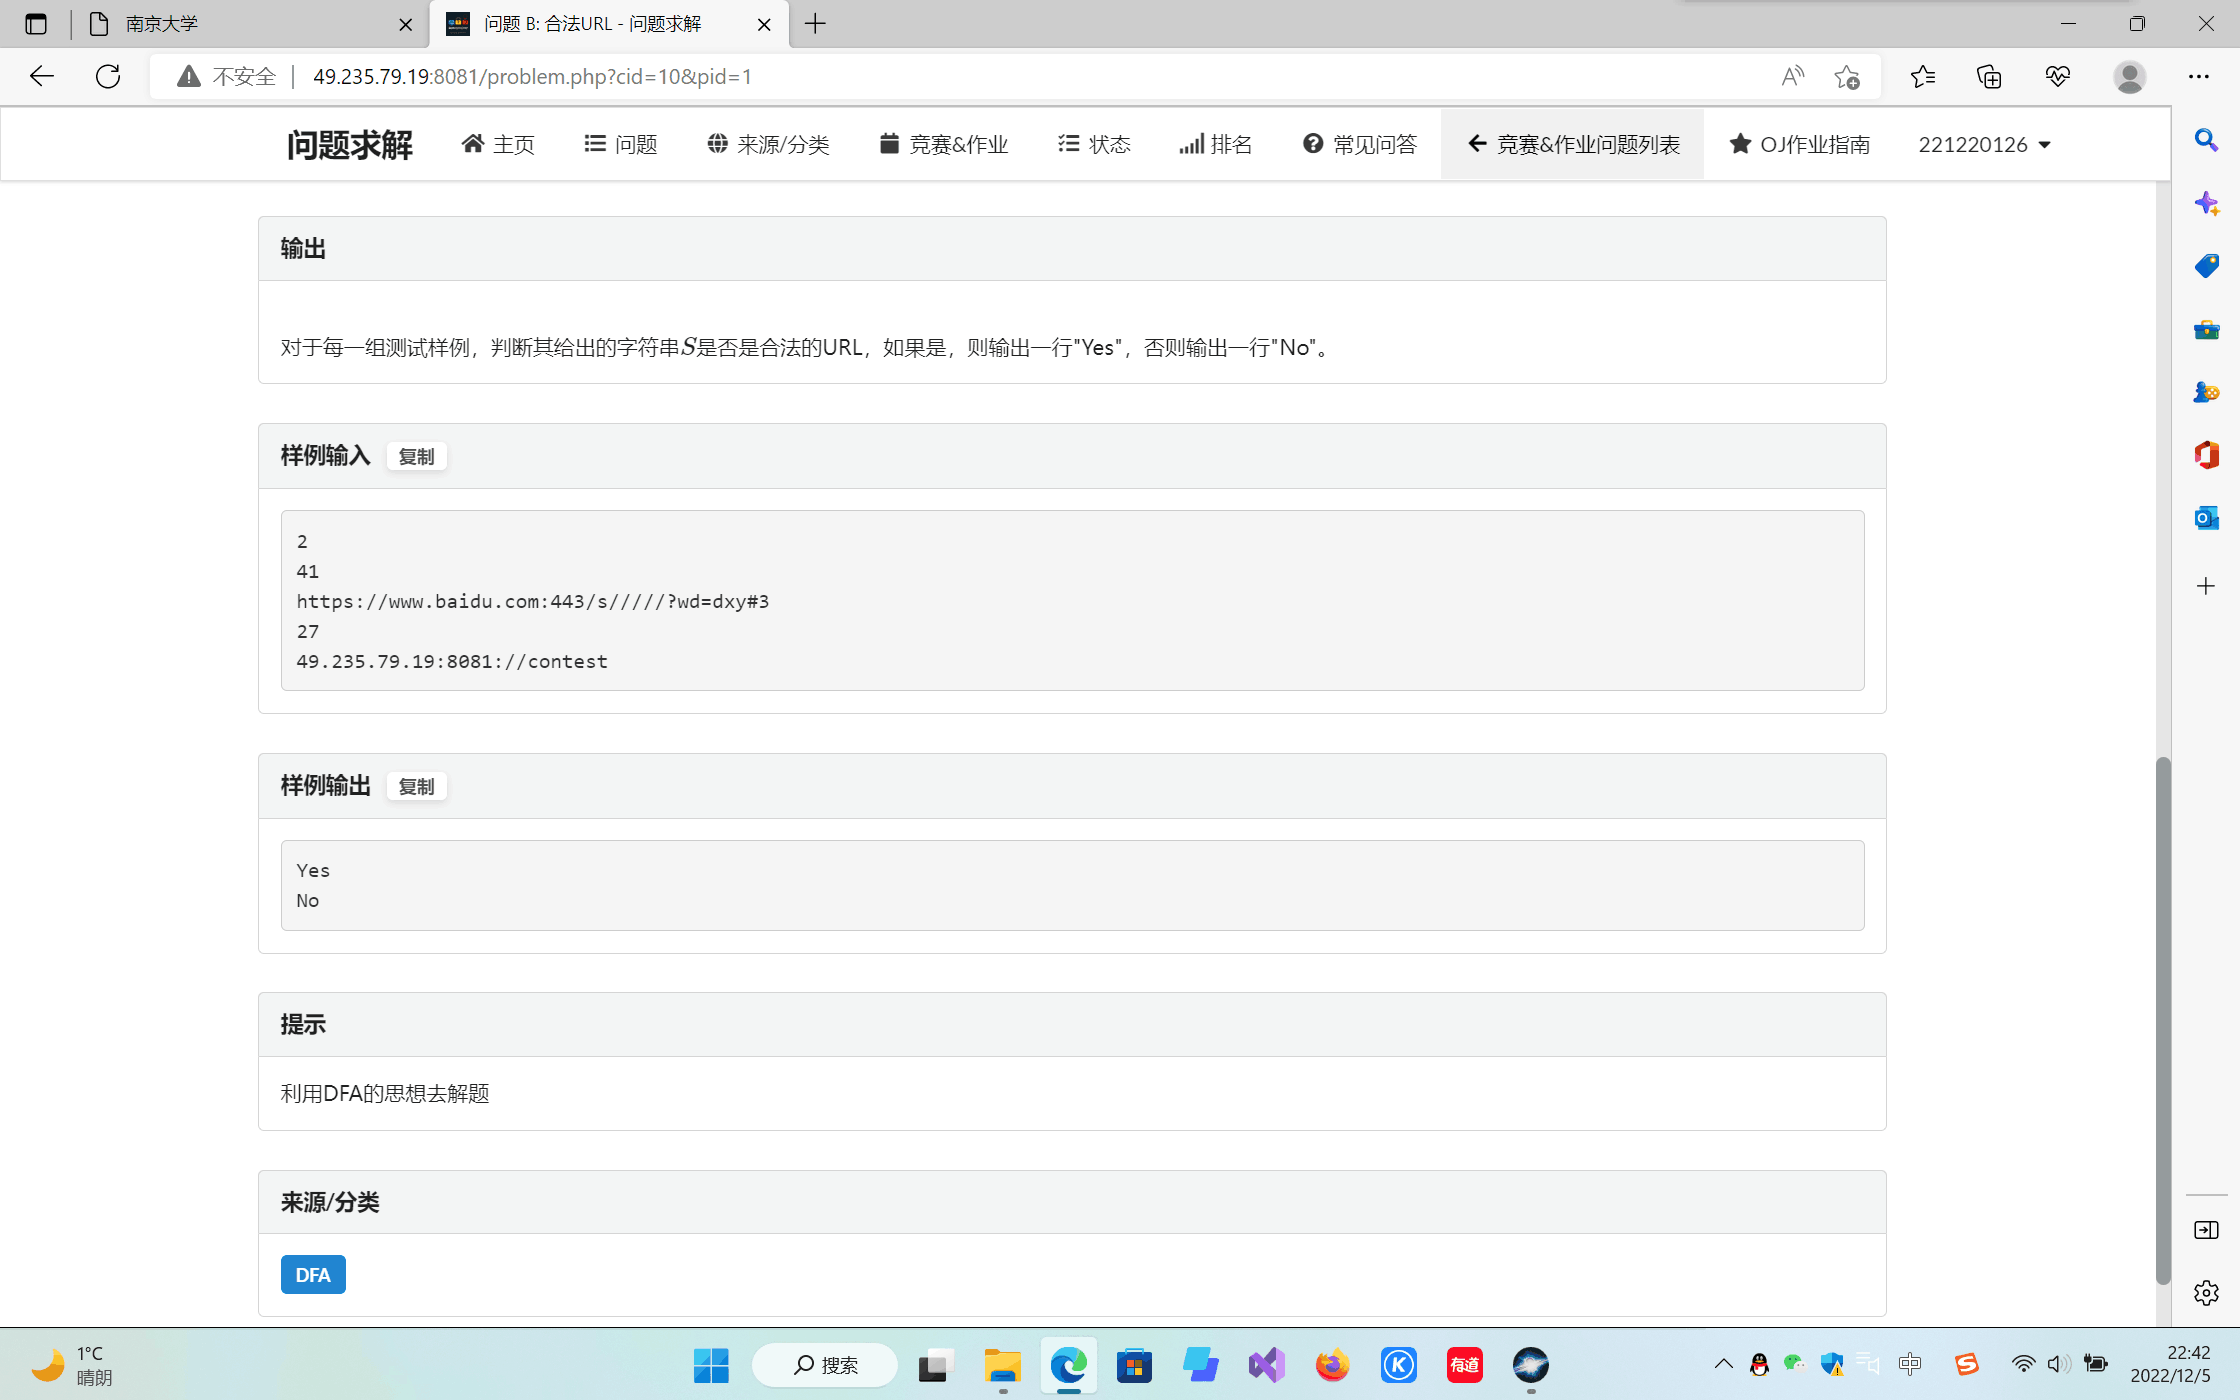 南京大学
问题 B: 合法URL - 问题求解
不安全
49.235.79.19:8081/problem.php?cid=10&pid=1
问题求解
主页
问题
来源/分类
竞赛&作业
状态
排名
常见问答
竞赛&作业问题列表
OJ作业指南
221220126
输出
对于每一组测试样例，判断其给出的字符串S是否是合法的URL，如果是，则输出一行"Yes"，否则输出一行"No"。
样例输入 复制
2
41
https://www.baidu.com:443/s/////?wd=dxy#3
27
49.235.79.19:8081://contest
样例输出 复制
Yes
No
提示
利用DFA的思想去解题
来源/分类
DFA
1°C
晴朗
搜索
有道
中
22:42
2022/12/5